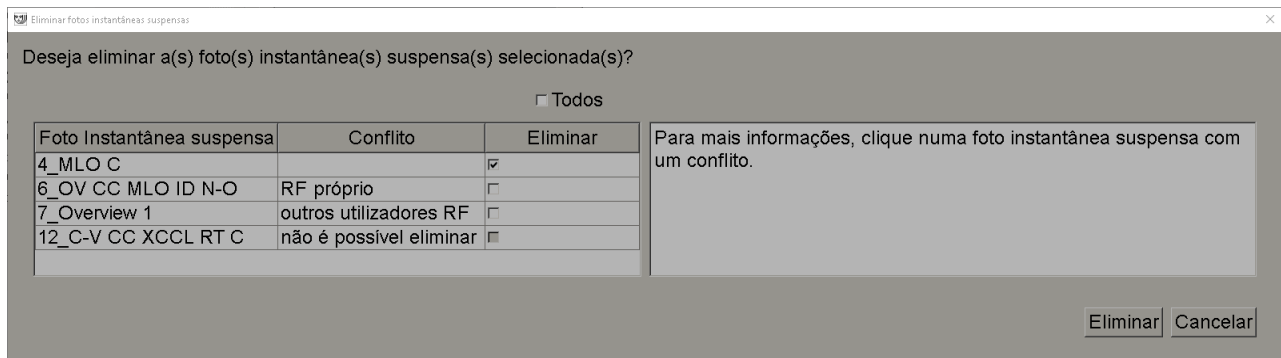 Eliminar fotos instantâneas suspensas
Deseja eliminar a(s) foto(s) instantânea(s) suspensa(s) selecionada(s)?
Todos
Foto Instantânea suspensa Conflito Eliminar
4_MLO C
6_OV CC MLO ID N-O RF próprio
7_Overview 1 outros utilizadores RF
12_C-V CC XCCL RT C não é possível eliminar
Para mais informações, clique numa foto instantânea suspensa com
um conflito.
Eliminar Cancelar